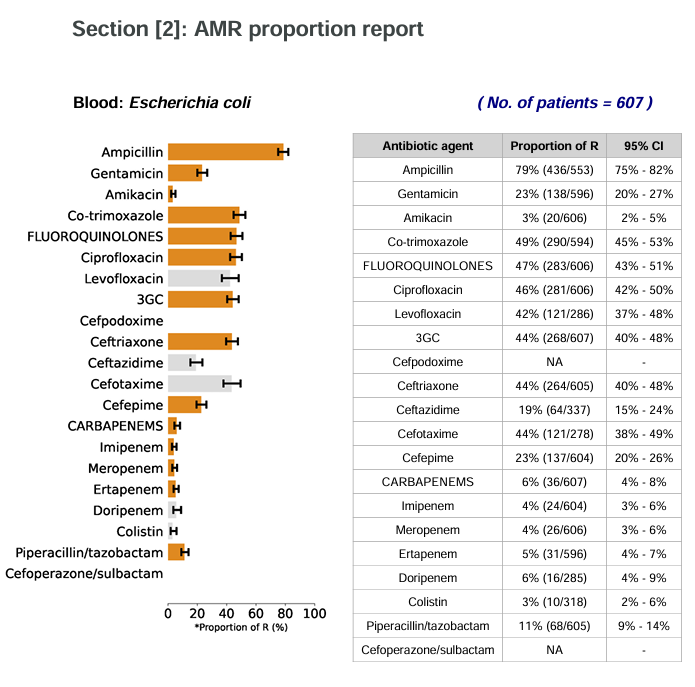 Section [2]: AMR proportion report
Blood: Escherichia coli
( No. of patients = 607 )
Ampicillin
Gentamicin
Amikacin
Co-trimoxazole
FLUOROQUINOLONES
Ciprofloxacin
Levofloxacin
3GC
Cefpodoxime
Ceftriaxone
Ceftazidime
Cefotaxime
Cefepime
CARBAPENEMS
Imipenem
Meropenem
Ertapenem
Doripenem
Colistin
Piperacillin/tazobactam
Cefoperazone/sulbactam
0 20 40 60 80 100
*Proportion of R (%)
Antibiotic agent Proportion of R 95% CI
Ampicillin 79% (436/553) 75% - 82%
Gentamicin 23% (138/596) 20% - 27%
Amikacin 3% (20/606) 2% - 5%
Co-trimoxazole 49% (290/594) 45% - 53%
FLUOROQUINOLONES 47% (283/606) 43% - 51%
Ciprofloxacin 46% (281/606) 42% - 50%
Levofloxacin 42% (121/286) 37% - 48%
3GC 44% (268/607) 40% - 48%
Cefpodoxime NA -
Ceftriaxone 44% (264/605) 40% - 48%
Ceftazidime 19% (64/337) 15% - 24%
Cefotaxime 44% (121/278) 38% - 49%
Cefepime 23% (137/604) 20% - 26%
CARBAPENEMS 6% (36/607) 4% - 8%
Imipenem 4% (24/604) 3% - 6%
Meropenem 4% (26/606) 3% - 6%
Ertapenem 5% (31/596) 4% - 7%
Doripenem 6% (16/285) 4% - 9%
Colistin 3% (10/318) 2% - 6%
Piperacillin/tazobactam 11% (68/605) 9% - 14%
Cefoperazone/sulbactam NA -